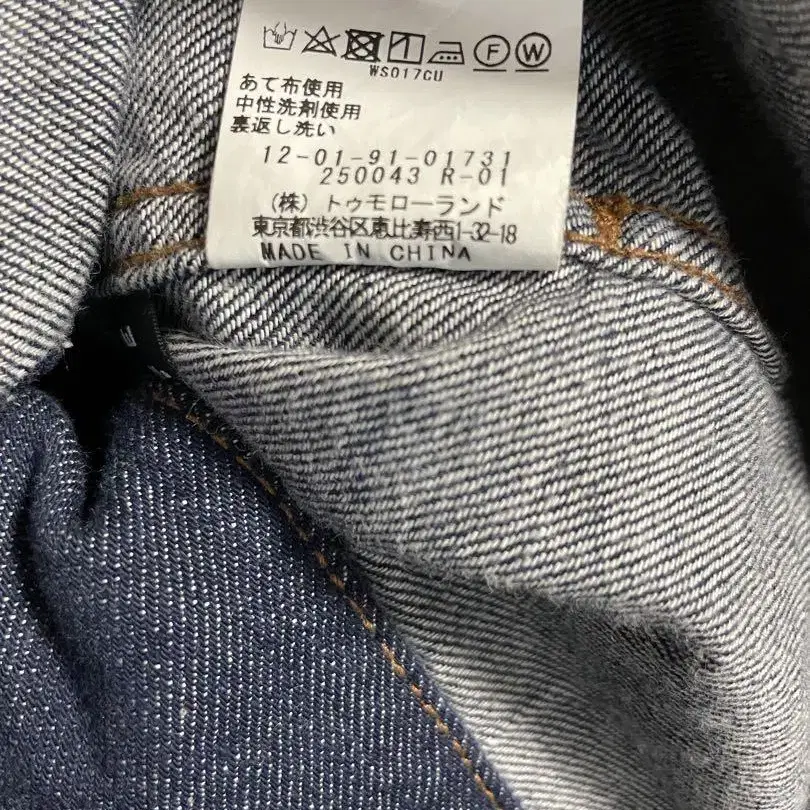 F W
WS017CU
あて布使用
中性洗剤使用
裏返し洗い
12-01-91-01731
250043 R-01
(株) トゥモローランド
東京都渋谷区恵比寿西1-32-18
MADE IN CHINA